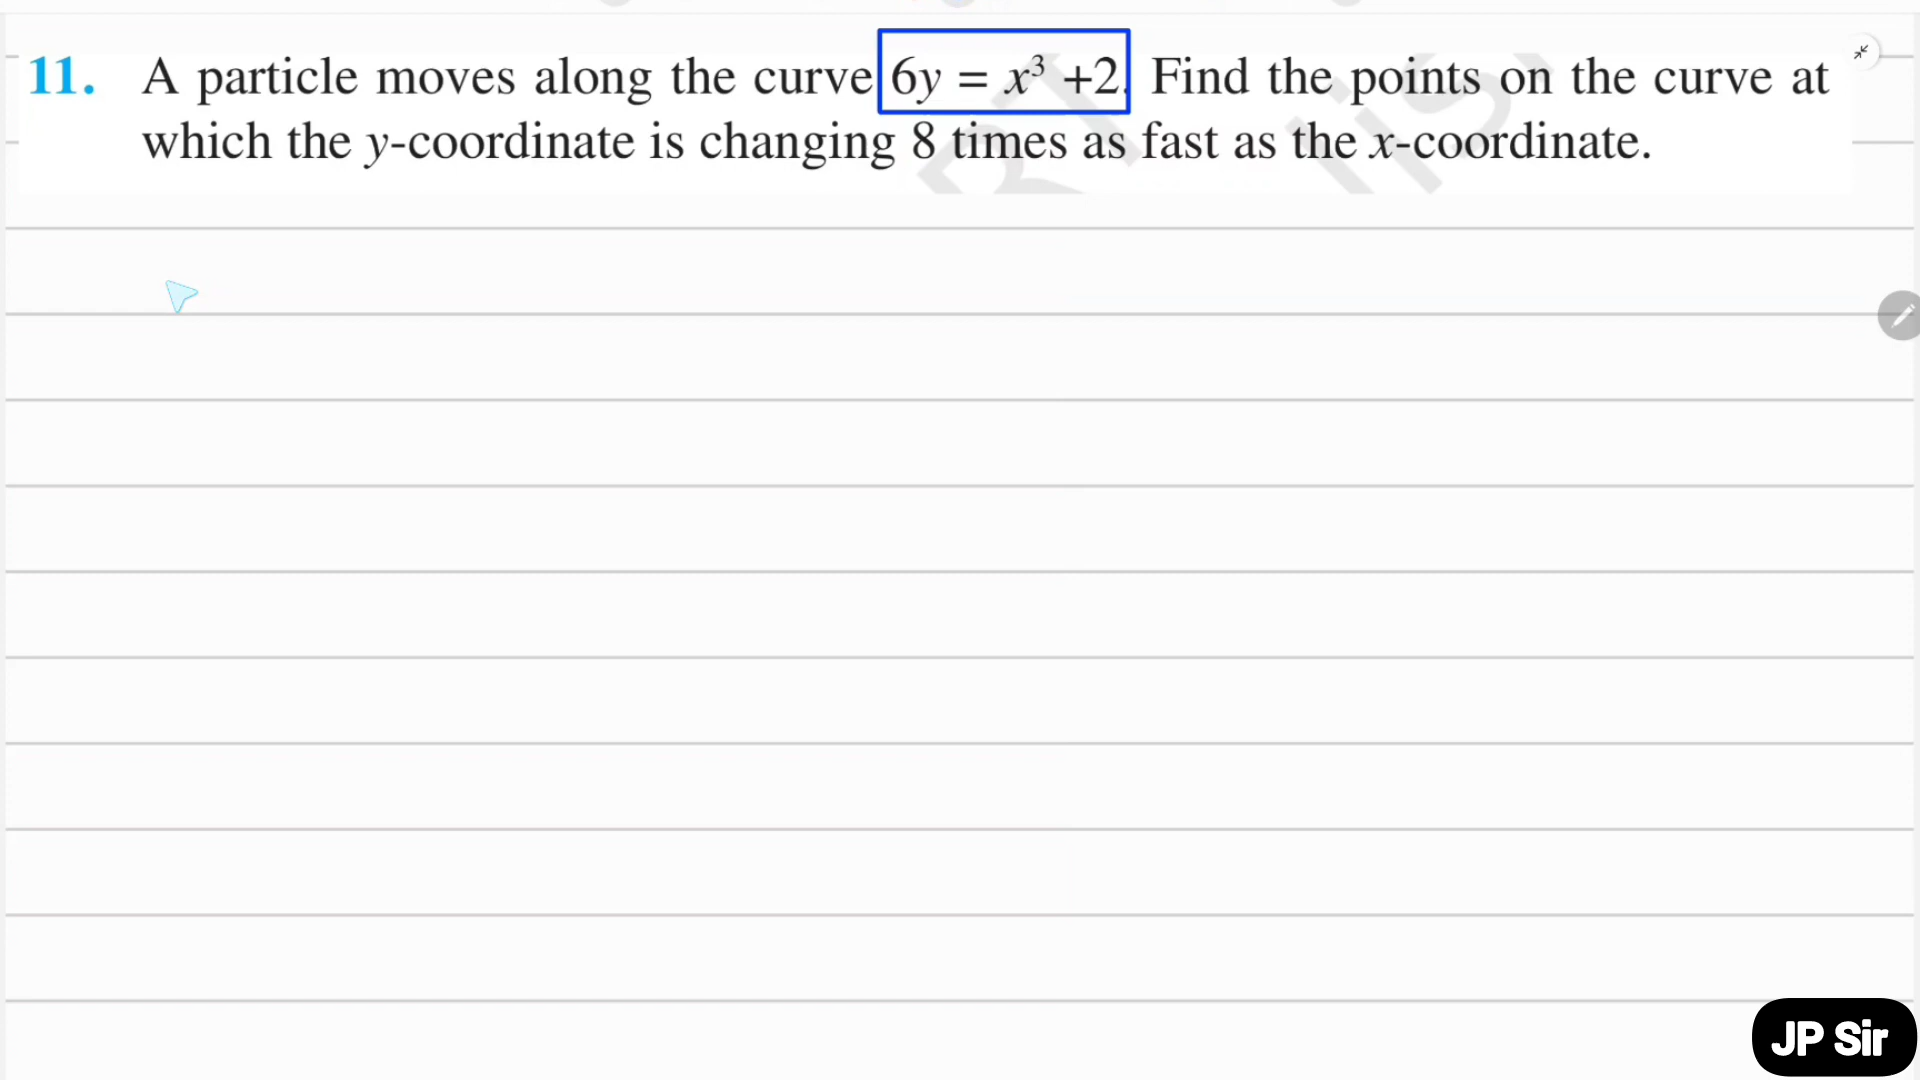 11. A particle moves along the curve 6y = x³ +2. Find the points on the curve at
which the y-coordinate is changing 8 times as fast as the x-coordinate.
JP Sir